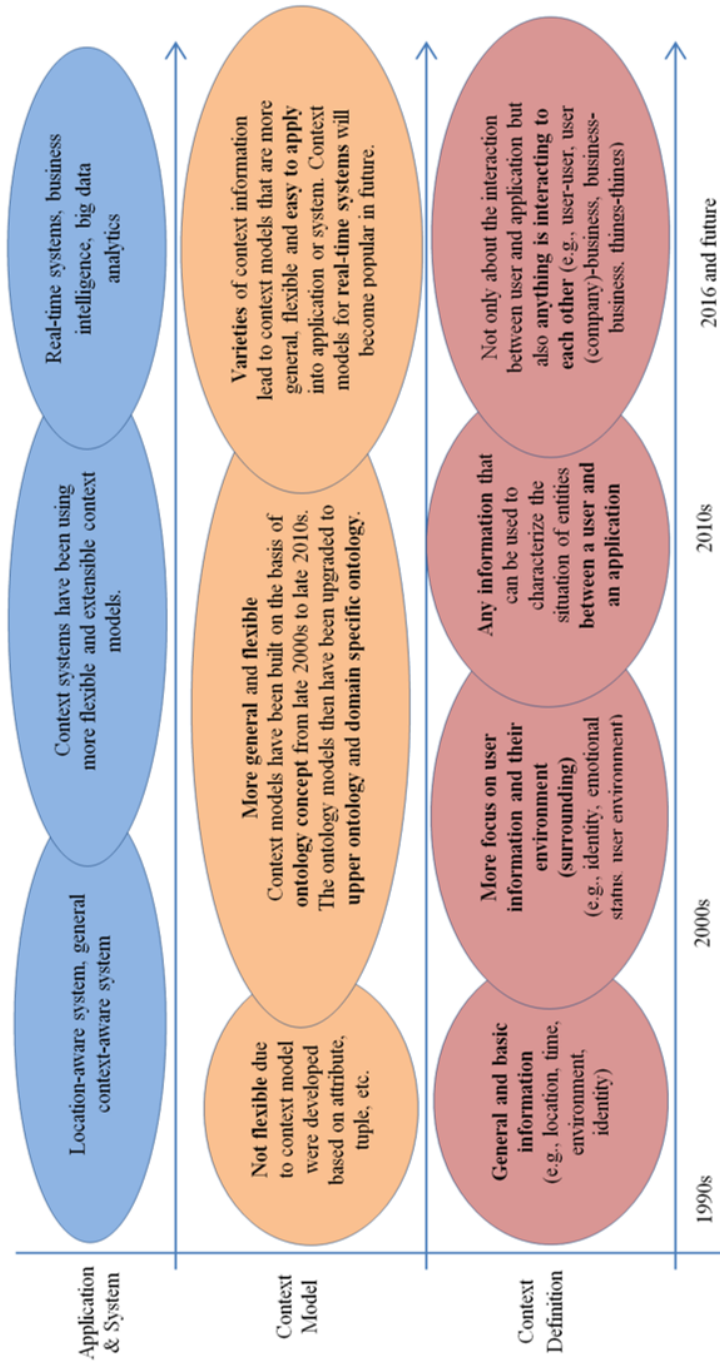 Application
& System
Location-aware system, general
context-aware system
Context systems have been using
more flexible and extensible context
models.
Real-time systems, business
intelligence, big data
analytics
Context
Model
Not flexible due
to context model
were developed
based on attribute,
tuple, etc.
More general and flexible
Context models have been built on the basis of
ontology concept from late 2000s to late 2010s.
The ontology models then have been upgraded to
upper ontology and domain specific ontology.
Varieties of context information
lead to context models that are more
general, flexible and easy to apply
into application or system. Context
models for real-time systems will
become popular in future.
Context
Definition
General and basic
information
(e.g., location, time,
environment,
identity)
More focus on user
information and their
environment
(surrounding)
(e.g., identity, emotional
status, user environment)
Any information that
can be used to
characterize the
situation of entities
between a user and
an application
Not only about the interaction
between user and application but
also anything is interacting to
each other (e.g., user-user, user
(company)-business, business-
business, things-things)
1990s
2000s
2010s
2016 and future